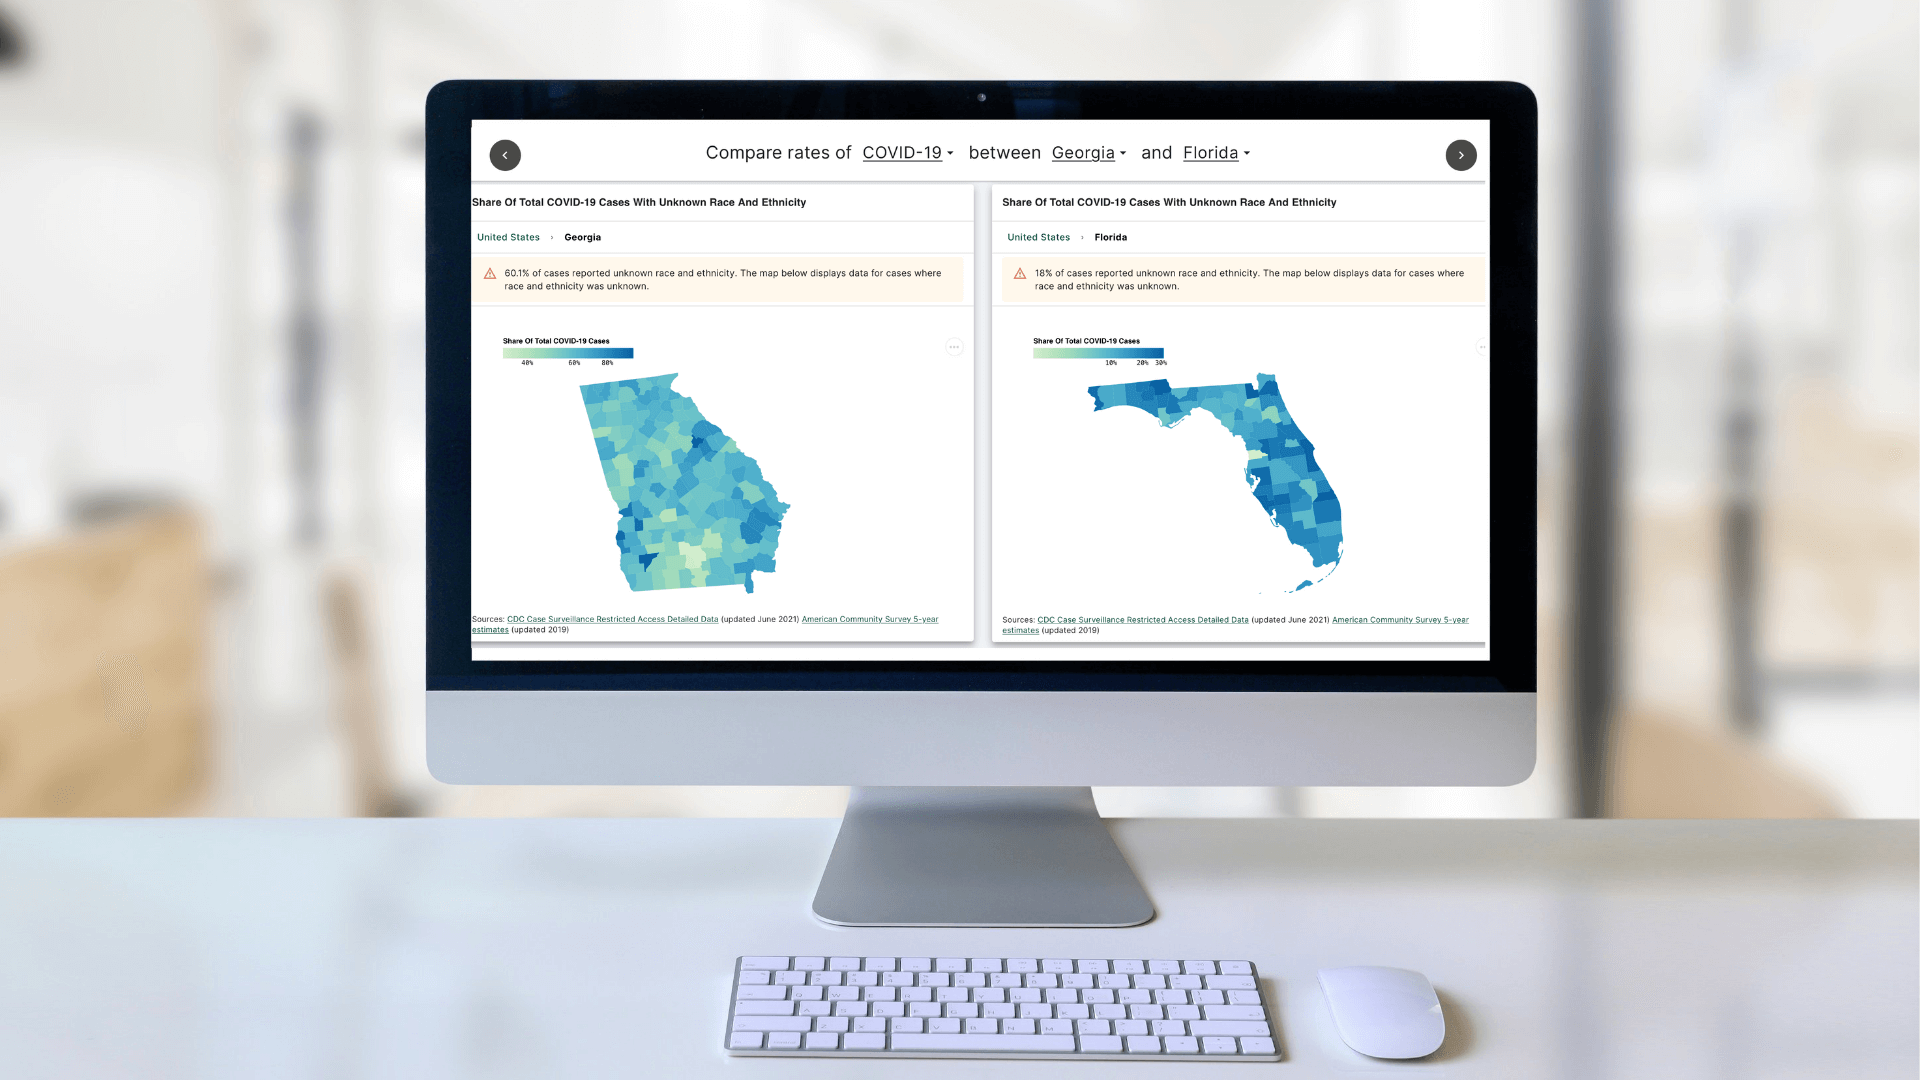 Compare rates of COVID-19 between Georgia and Florida
Share Of Total COVID-19 Cases With Unknown Race And Ethnicity
United States › Georgia
60.1% of cases reported unknown race and ethnicity. The map below displays data for cases where
race and ethnicity was unknown.
Share Of Total COVID-19 Cases
40% 60% 80%
Sources: CDC Case Surveillance Restricted Access Detailed Data (updated June 2021) American Community Survey 5-year
estimates (updated 2019)
Share Of Total COVID-19 Cases With Unknown Race And Ethnicity
United States › Florida
18% of cases reported unknown race and ethnicity. The map below displays data for cases where
race and ethnicity was unknown.
Share Of Total COVID-19 Cases
10% 20% 30%
Sources: CDC Case Surveillance Restricted Access Detailed Data (updated June 2021) American Community Survey 5-year
estimates (updated 2019)